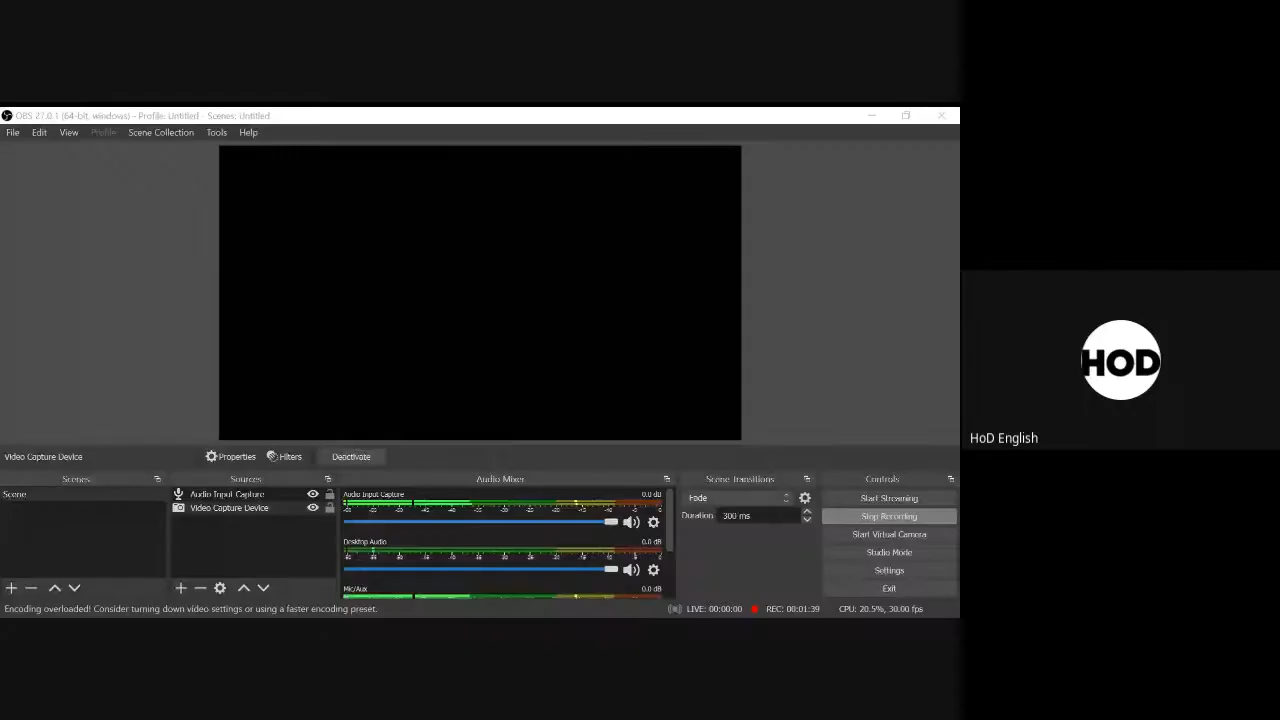 OBS 27.0.1 (64-bit, windows) - Profile: Untitled - Scenes: Untitled
File Edit View Profile Scene Collection Tools Help
HOD
HoD English
Video Capture Device Properties Filters Deactivate
Scenes Sources Audio Mixer Scene Transitions Controls
Scene
Audio Input Capture
Video Capture Device
Audio Input Capture 0.0 dB
Desktop Audio 0.0 dB
Mic/Aux 0.0 dB
Fade
Duration 300 ms
Start Streaming
Stop Recording
Start Virtual Camera
Studio Mode
Settings
Exit
Encoding overloaded! Consider turning down video settings or using a faster encoding preset. LIVE: 00:00:00 REC: 00:01:39 CPU: 20.5%, 30.00 fps